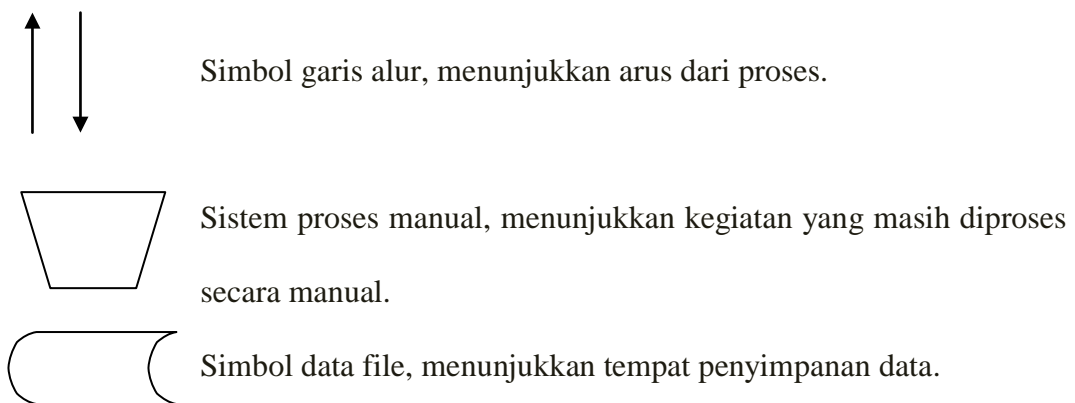 Simbol garis alur, menunjukkan arus dari proses.
Sistem proses manual, menunjukkan kegiatan yang masih diproses
secara manual.
Simbol data file, menunjukkan tempat penyimpanan data.